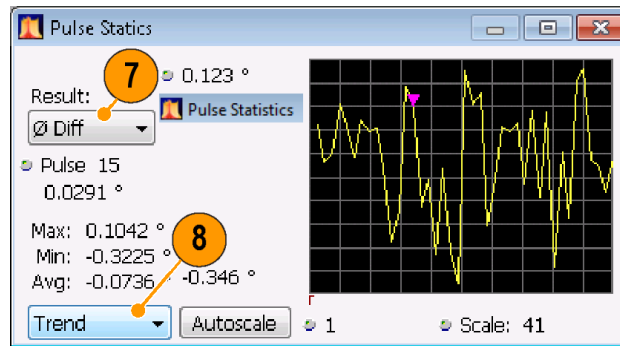 Pulse Statics
7
0.123 °
Result:
Pulse Statistics
Ø Diff
Pulse 15
0.0291 °
Max: 0.1042 °
8
Min: -0.3225 °
Avg: -0.0736 °
-0.346 °
Trend
Autoscale
1
Scale: 41